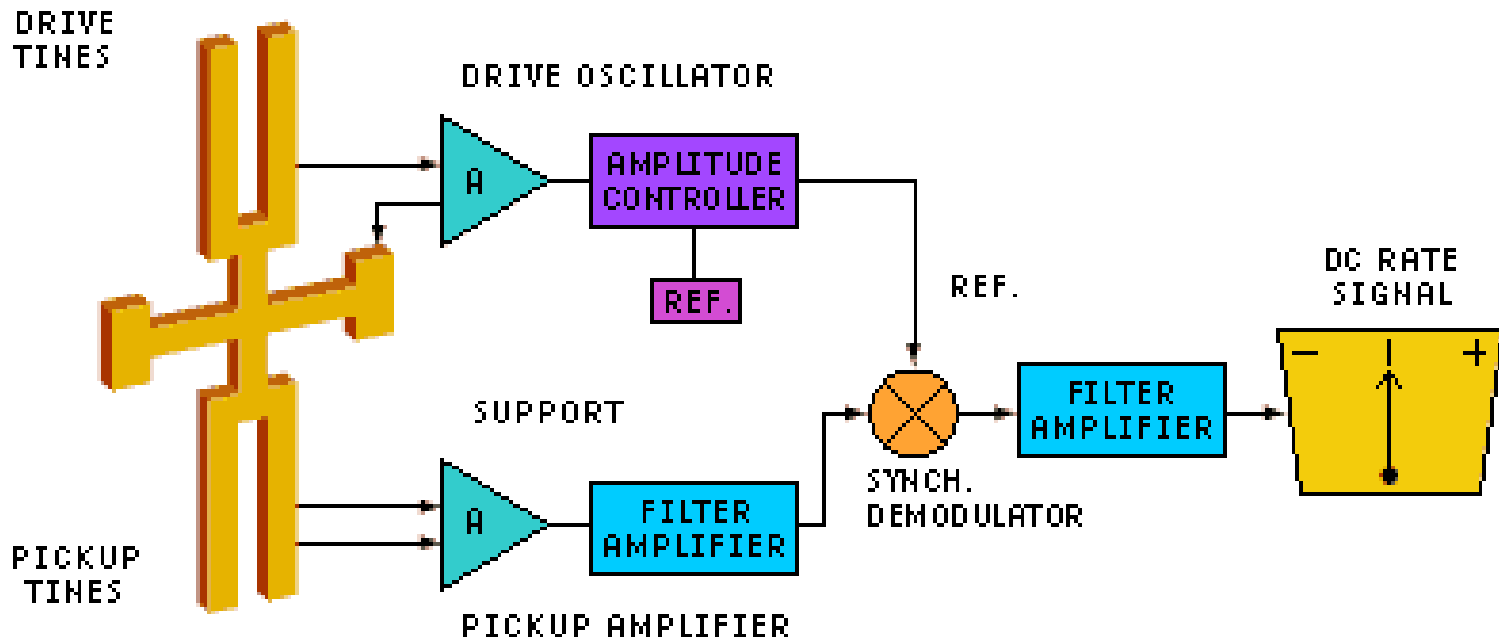 DRIVE
TINES
DRIVE OSCILLATOR
A
AMPLITUDE
CONTROLLER
REF.
REF.
DC RATE
SIGNAL
− +
FILTER
AMPLIFIER
SUPPORT
SYNCH.
DEMODULATOR
A
FILTER
AMPLIFIER
PICKUP
TINES
PICKUP AMPLIFIER